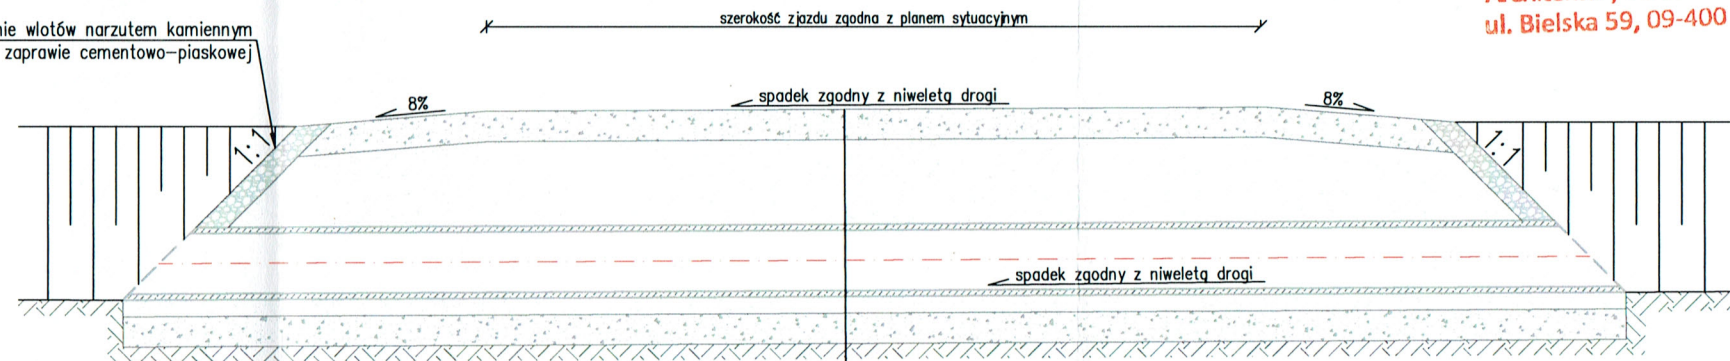 ul. Bielska 59, 09-400
szerokość zjazdu zgodna z planem sytuacyjnym
wlotów narzutem kamiennym
zaprawie cementowo-piaskowej
8%
spadek zgodny z niweletą drogi
8%
1:1
1:1
spadek zgodny z niweletą drogi